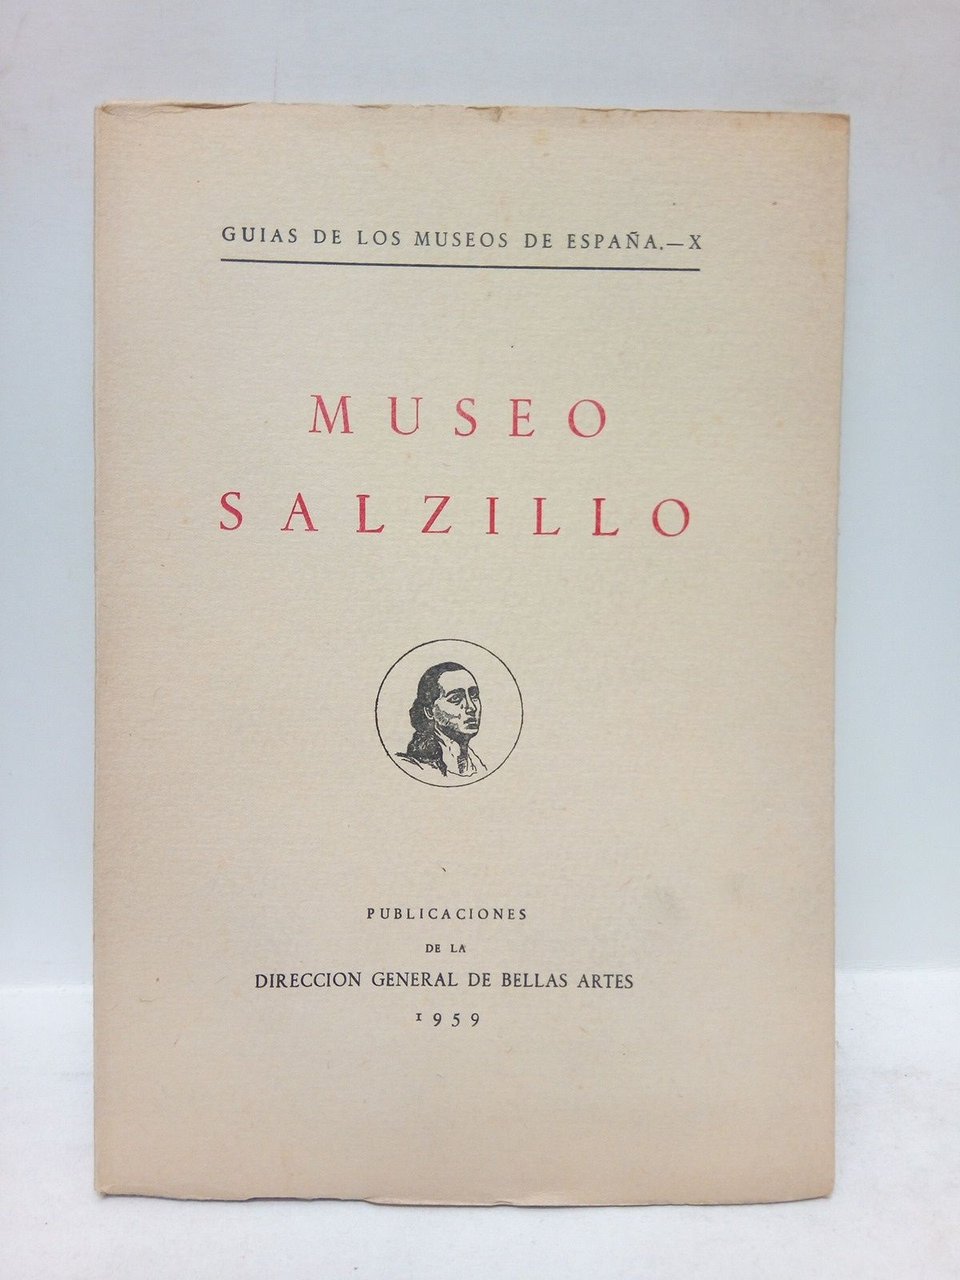 GUIAS DE LOS MUSEOS DE ESPAÑA.—X
MUSEO
SALZILLO
PUBLICACIONES
DE LA
DIRECCION GENERAL DE BELLAS ARTES
1959